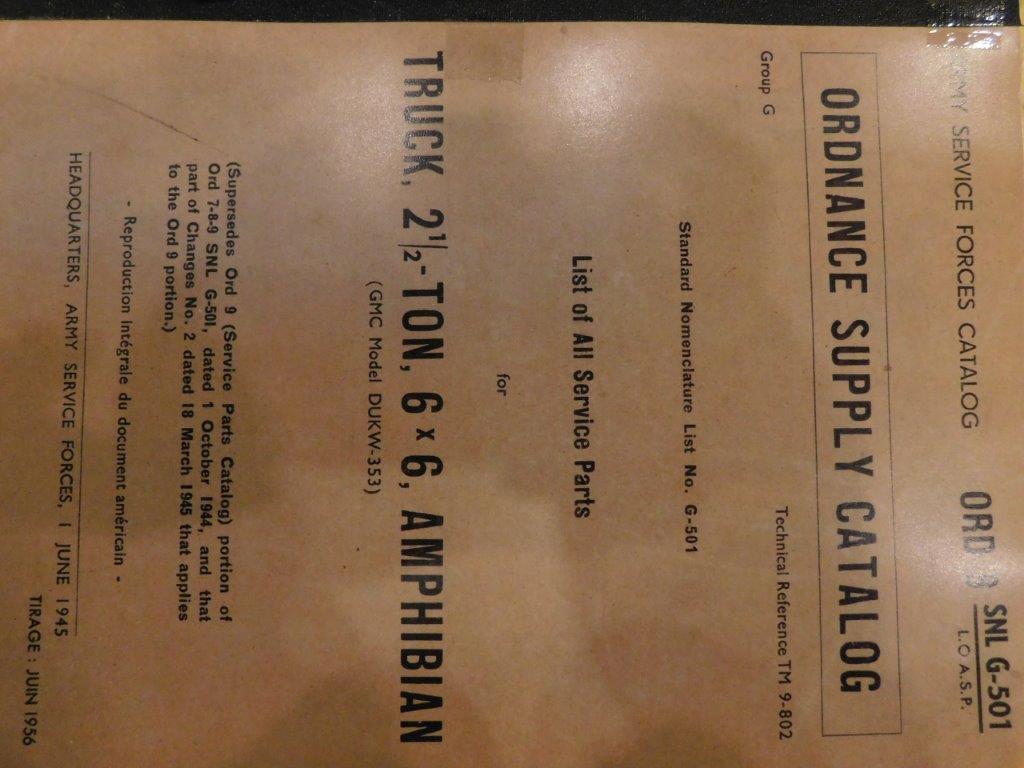 ARMY SERVICE FORCES CATALOG ORD 9 SNL G-501
L.O.A.S.P.
ORDNANCE SUPPLY CATALOG
Group G Technical Reference TM 9-802
Standard Nomenclature List No. G-501
List of All Service Parts
for
TRUCK, 2 1/2-TON, 6 x 6, AMPHIBIAN
(GMC Model DUKW-353)
(Supersedes Ord 9 (Service Parts Catalog) portion of
Ord 7-8-9 SNL G-501, dated 1 October 1944, and that
part of Changes No. 2 dated 18 March 1945 that applies
to the Ord 9 portion.)
- Reproduction Intégrale du document américain -
HEADQUARTERS, ARMY SERVICE FORCES, 1 JUNE 1945
TIRAGE : JUIN 1956